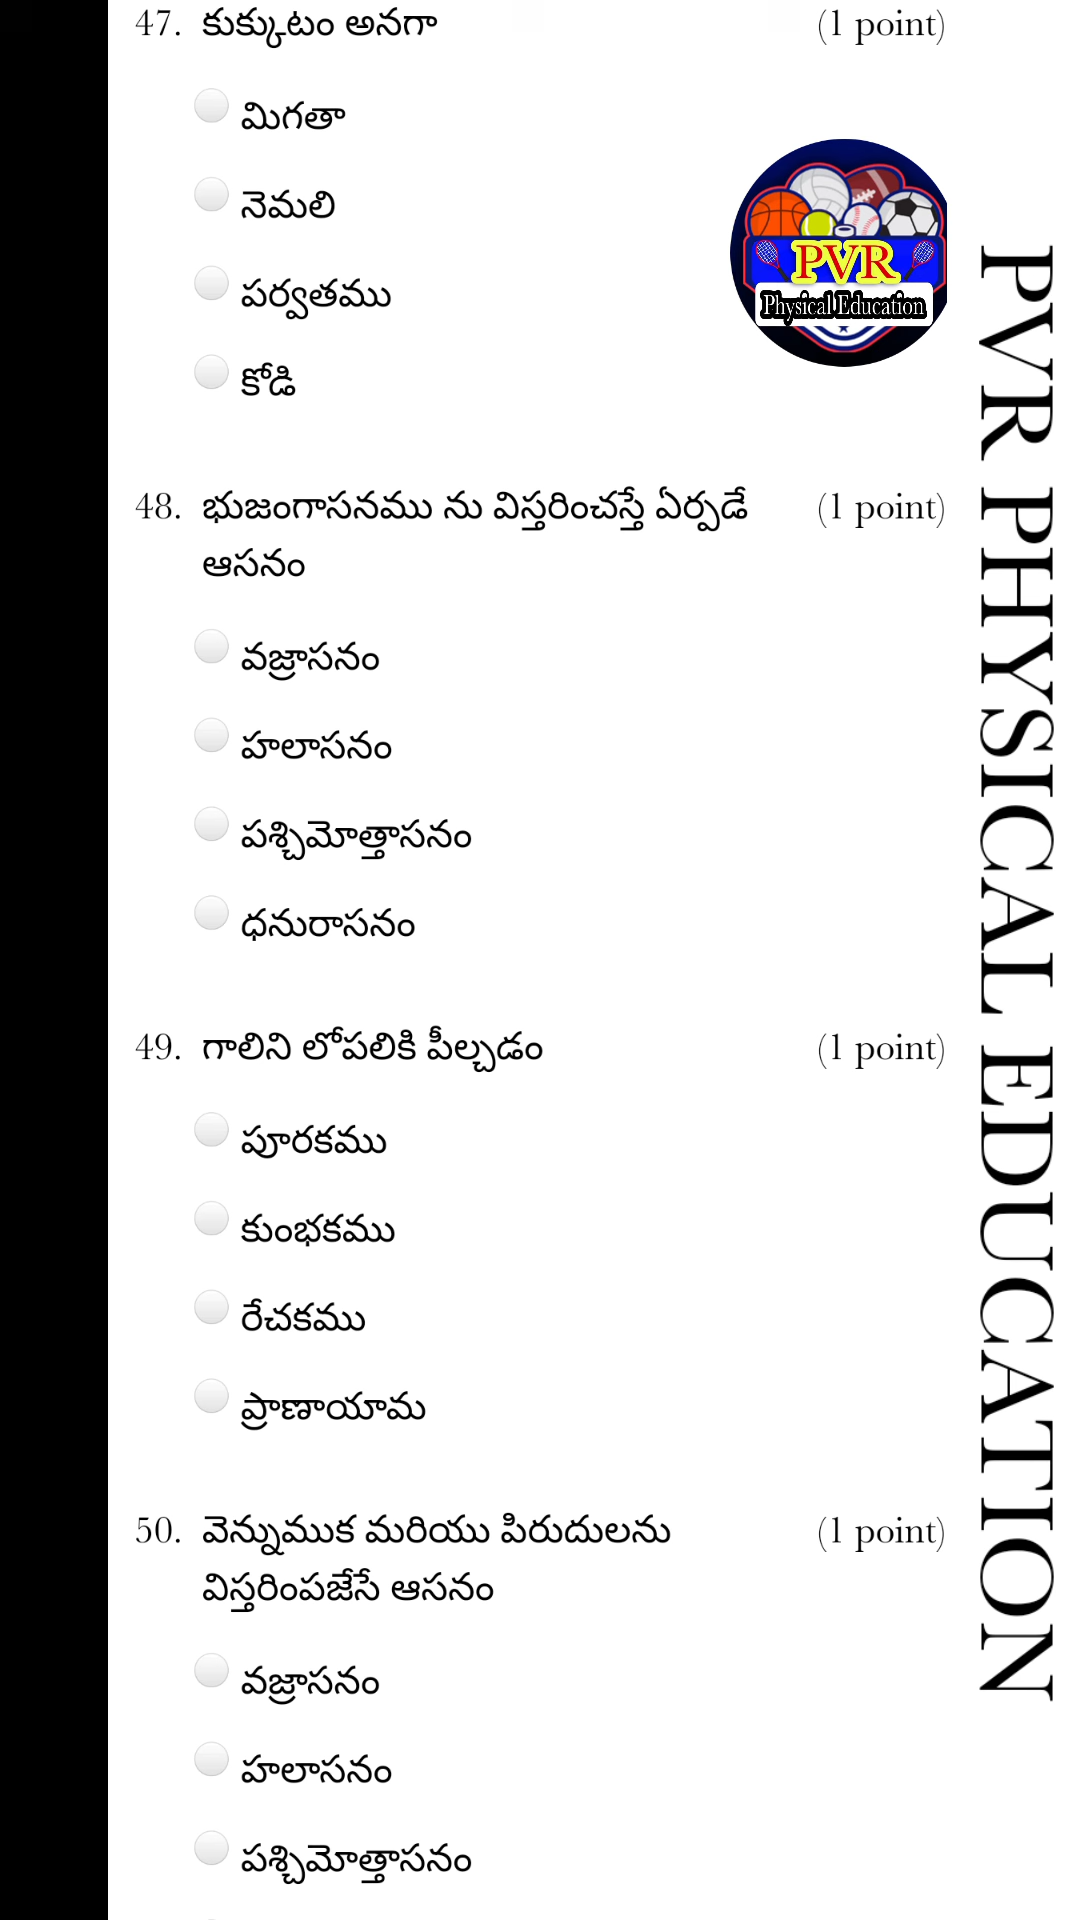 47. కుక్కుటం అనగా (1 point)
మిగతా
నెమలి
పర్వతము
కోడి
PVR
Physical Education
48. భుజంగాసనము ను విస్తరించస్తే ఏర్పడే (1 point)
ఆసనం
వజ్రాసనం
హలాసనం
పశ్చిమోత్తాసనం
ధనురాసనం
49. గాలిని లోపలికి పీల్చడం (1 point)
పూరకము
కుంభకము
రేచకము
ప్రాణాయామ
50. వెన్నుముక మరియు పిరుదులను (1 point)
విస్తరింపజేసే ఆసనం
వజ్రాసనం
హలాసనం
పశ్చిమోత్తాసనం
PVR PHYSICAL EDUCATION